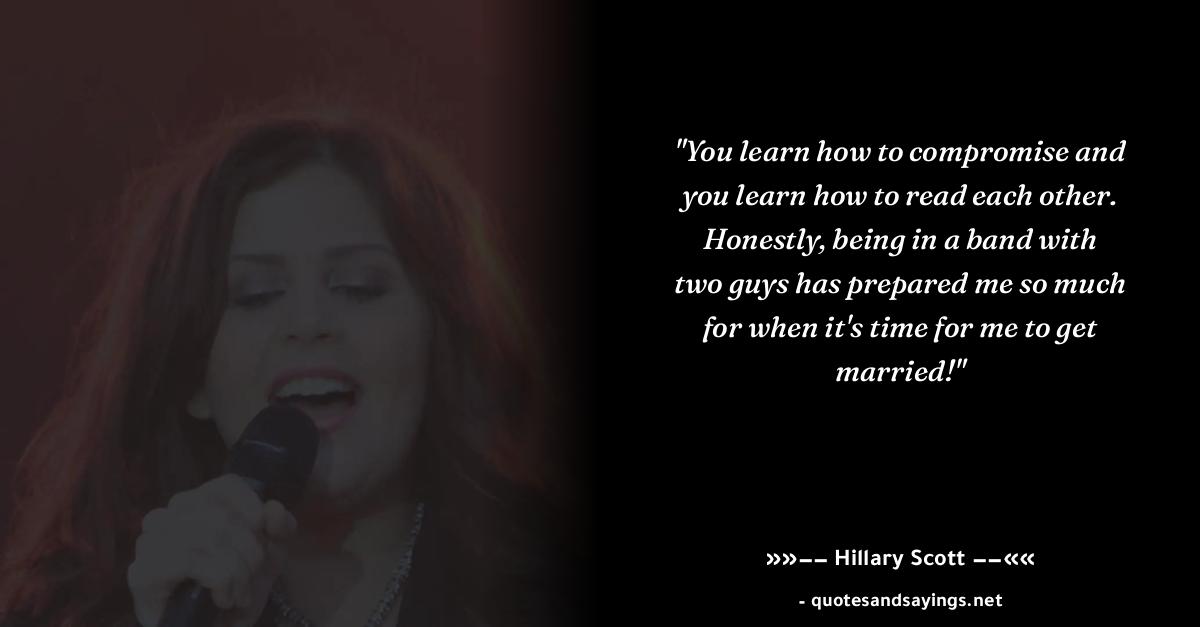 "You learn how to compromise and
you learn how to read each other.
Honestly, being in a band with
two guys has prepared me so much
for when it's time for me to get
married!"
»»–– Hillary Scott ––««
- quotesandsayings.net